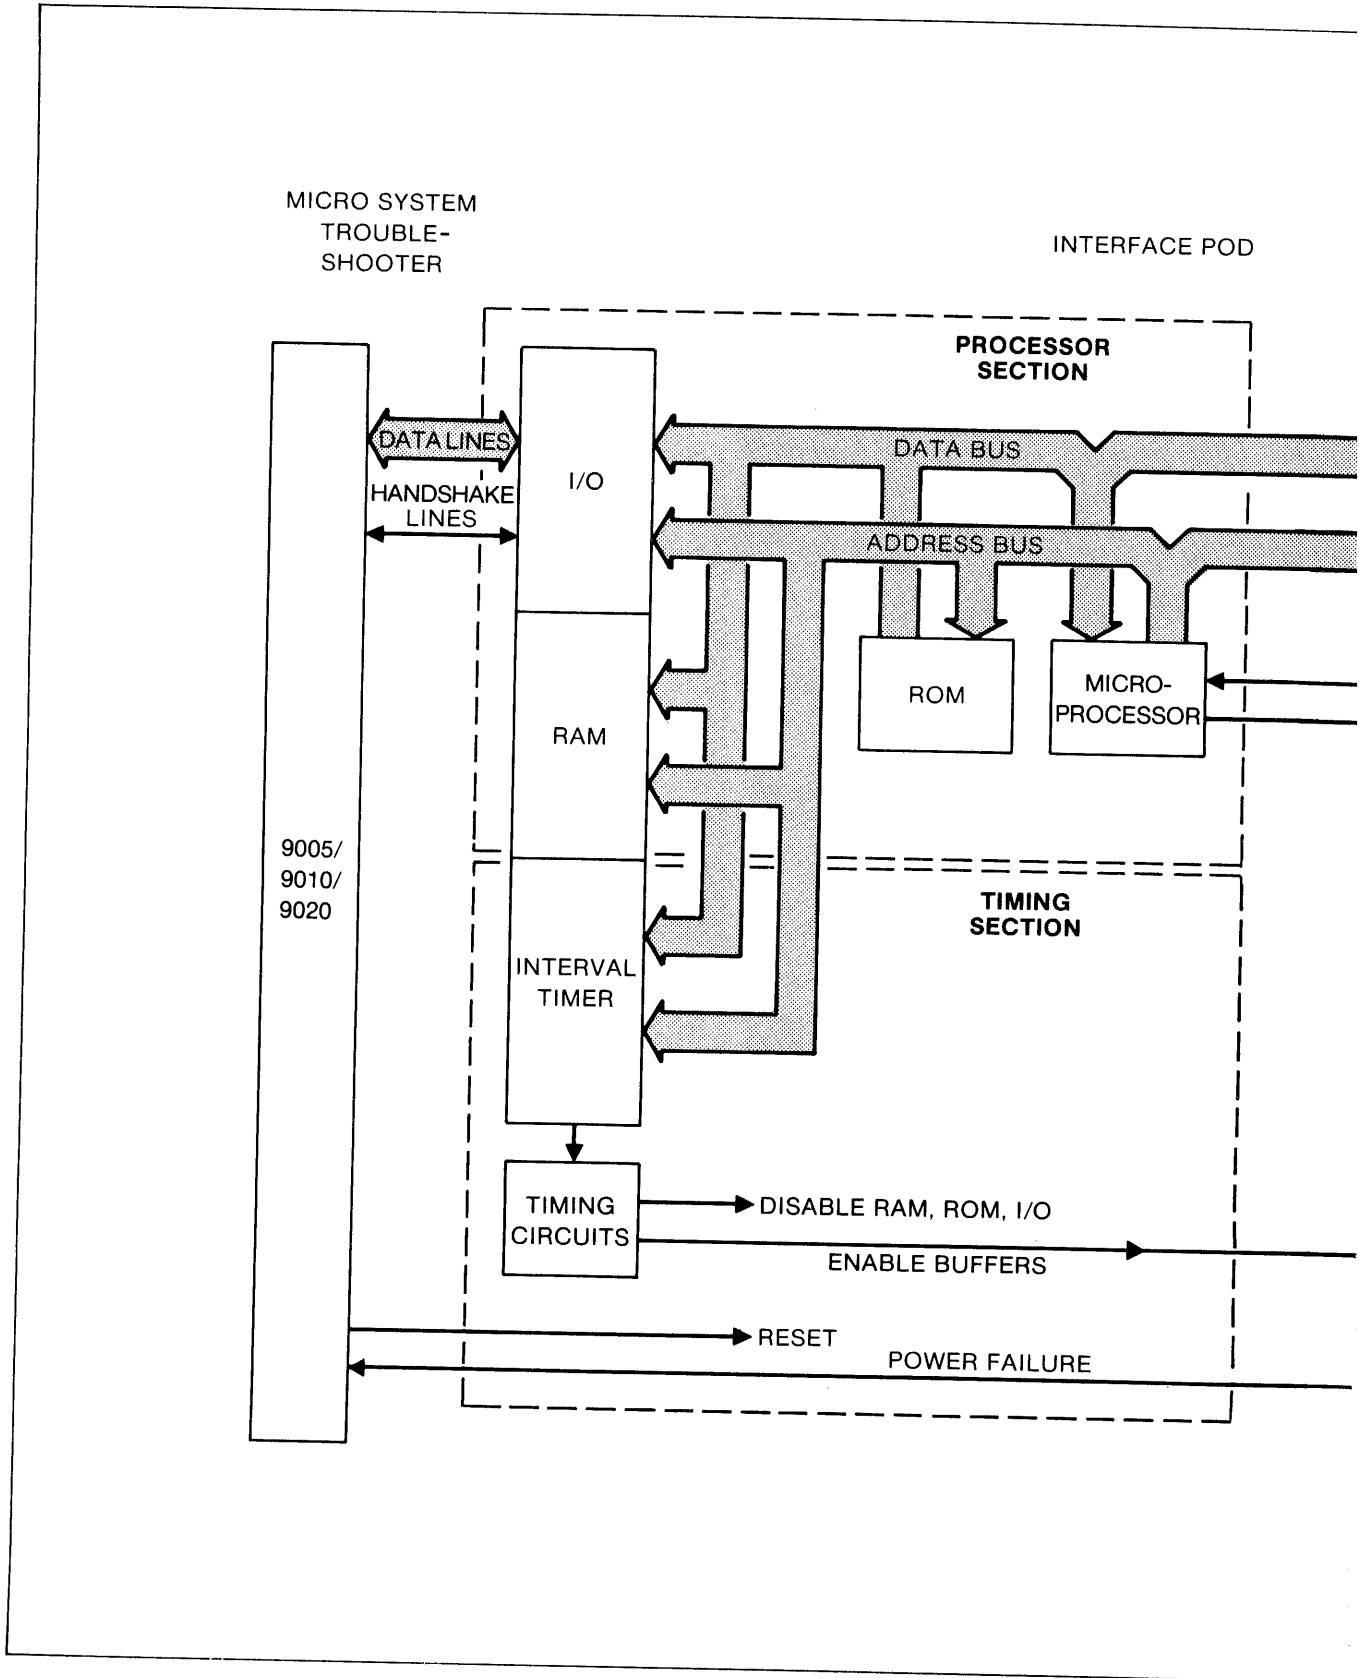 MICRO SYSTEM
TROUBLE-
SHOOTER
INTERFACE POD
PROCESSOR
SECTION
DATA LINES
HANDSHAKE
LINES
I/O
DATA BUS
ADDRESS BUS
RAM
ROM
MICRO-
PROCESSOR
9005/
9010/
9020
TIMING
SECTION
INTERVAL
TIMER
TIMING
CIRCUITS
DISABLE RAM, ROM, I/O
ENABLE BUFFERS
RESET
POWER FAILURE